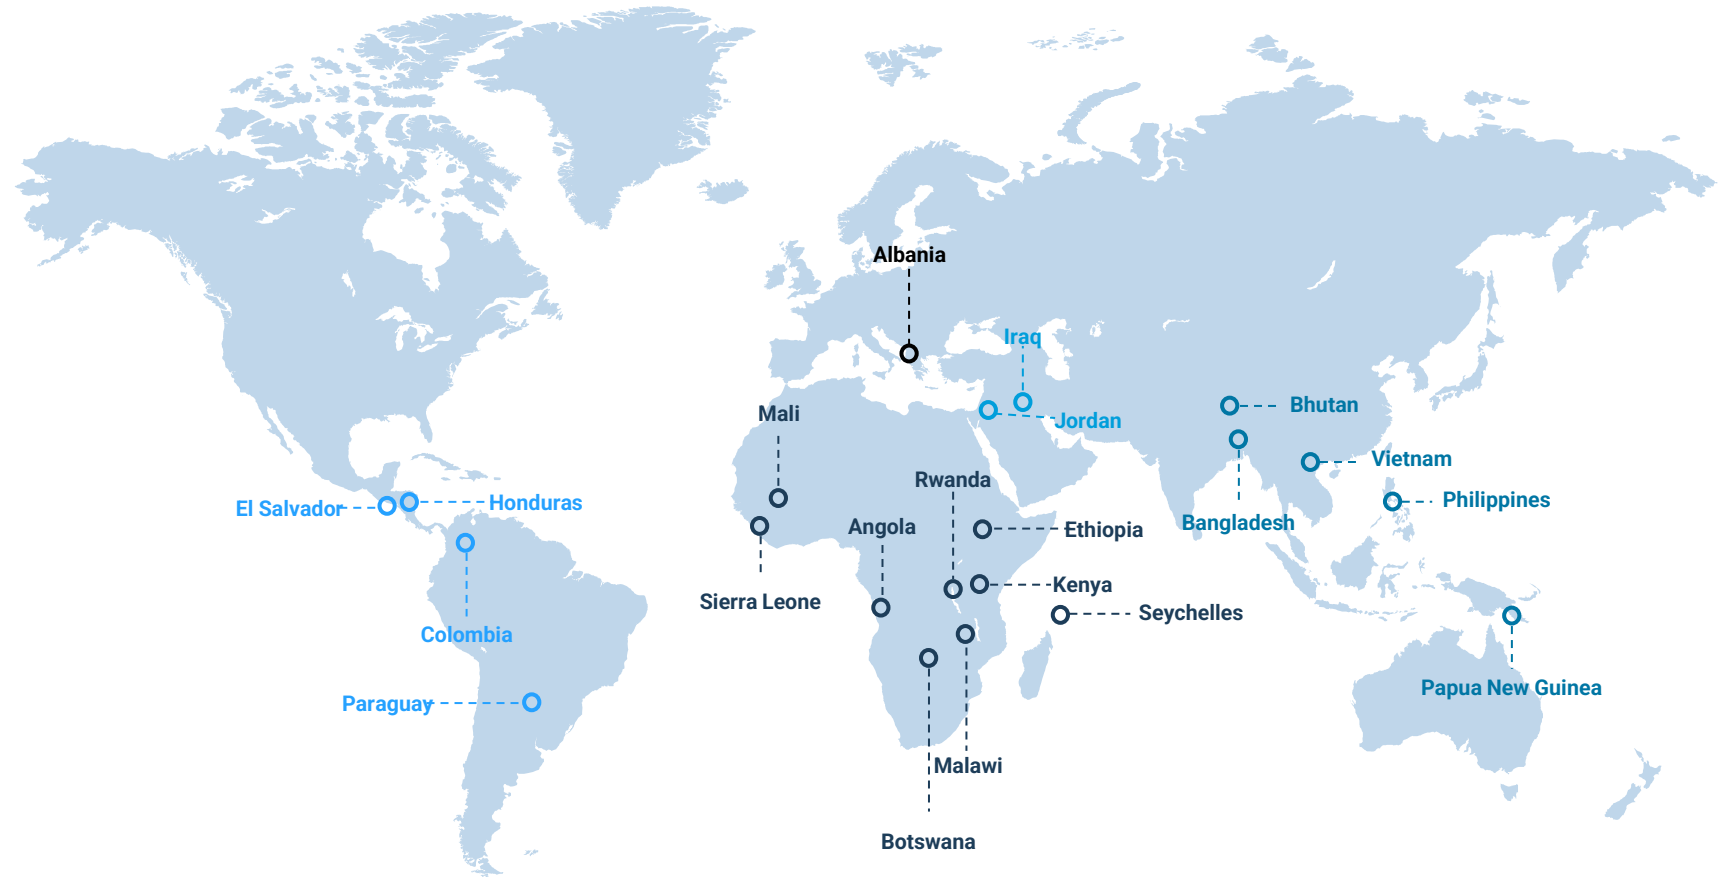 Albania
Iraq
Mali
Jordan
Bhutan
Vietnam
Rwanda
El Salvador
Honduras
Philippines
Angola
Ethiopia
Bangladesh
Sierra Leone
Kenya
Seychelles
Colombia
Papua New Guinea
Paraguay
Malawi
Botswana